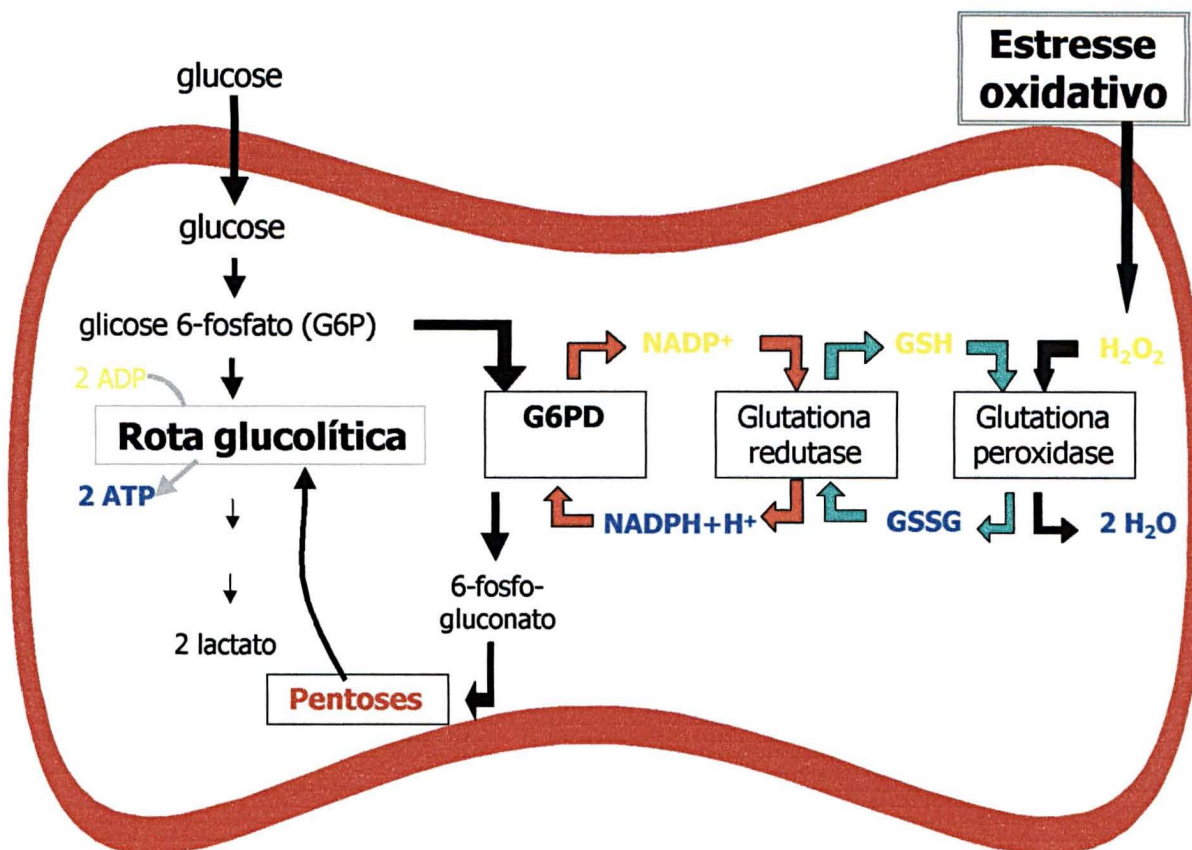 Estresse
oxidativo
glucose
glucose
glicose 6-fosfato (G6P)
2 ADP
Rota glucolítica
2 ATP
2 lactato
NADP⁺
GSH
H₂O₂
G6PD
Glutationa
redutase
Glutationa
peroxidase
NADPH+H⁺
GSSG
2 H₂O
6-fosfo-
gluconato
Pentoses